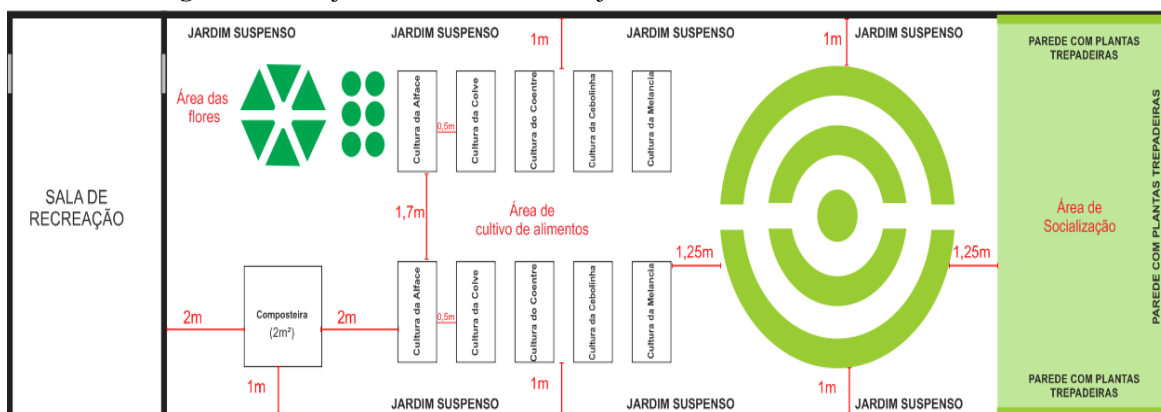 JARDIM SUSPENSO
JARDIM SUSPENSO
JARDIM SUSPENSO
JARDIM SUSPENSO
1m
1m
PAREDE COM PLANTAS
TREPADEIRAS
Área das
flores
Cultura da Alface
0,5m
Cultura da Colve
Cultura do Coentre
Cultura da Cebolinha
Cultura da Melancia
PAREDE COM PLANTAS TREPADEIRAS
SALA DE
RECREAÇÃO
1,7m
Área de
cultivo de alimentos
Área de
Socialização
1,25m
1,25m
2m
Composteira
(2m²)
2m
Cultura da Alface
0,5m
Cultura da Colve
Cultura do Coentre
Cultura da Cebolinha
Cultura da Melancia
1m
1m
1m
JARDIM SUSPENSO
JARDIM SUSPENSO
JARDIM SUSPENSO
PAREDE COM PLANTAS
TREPADEIRAS